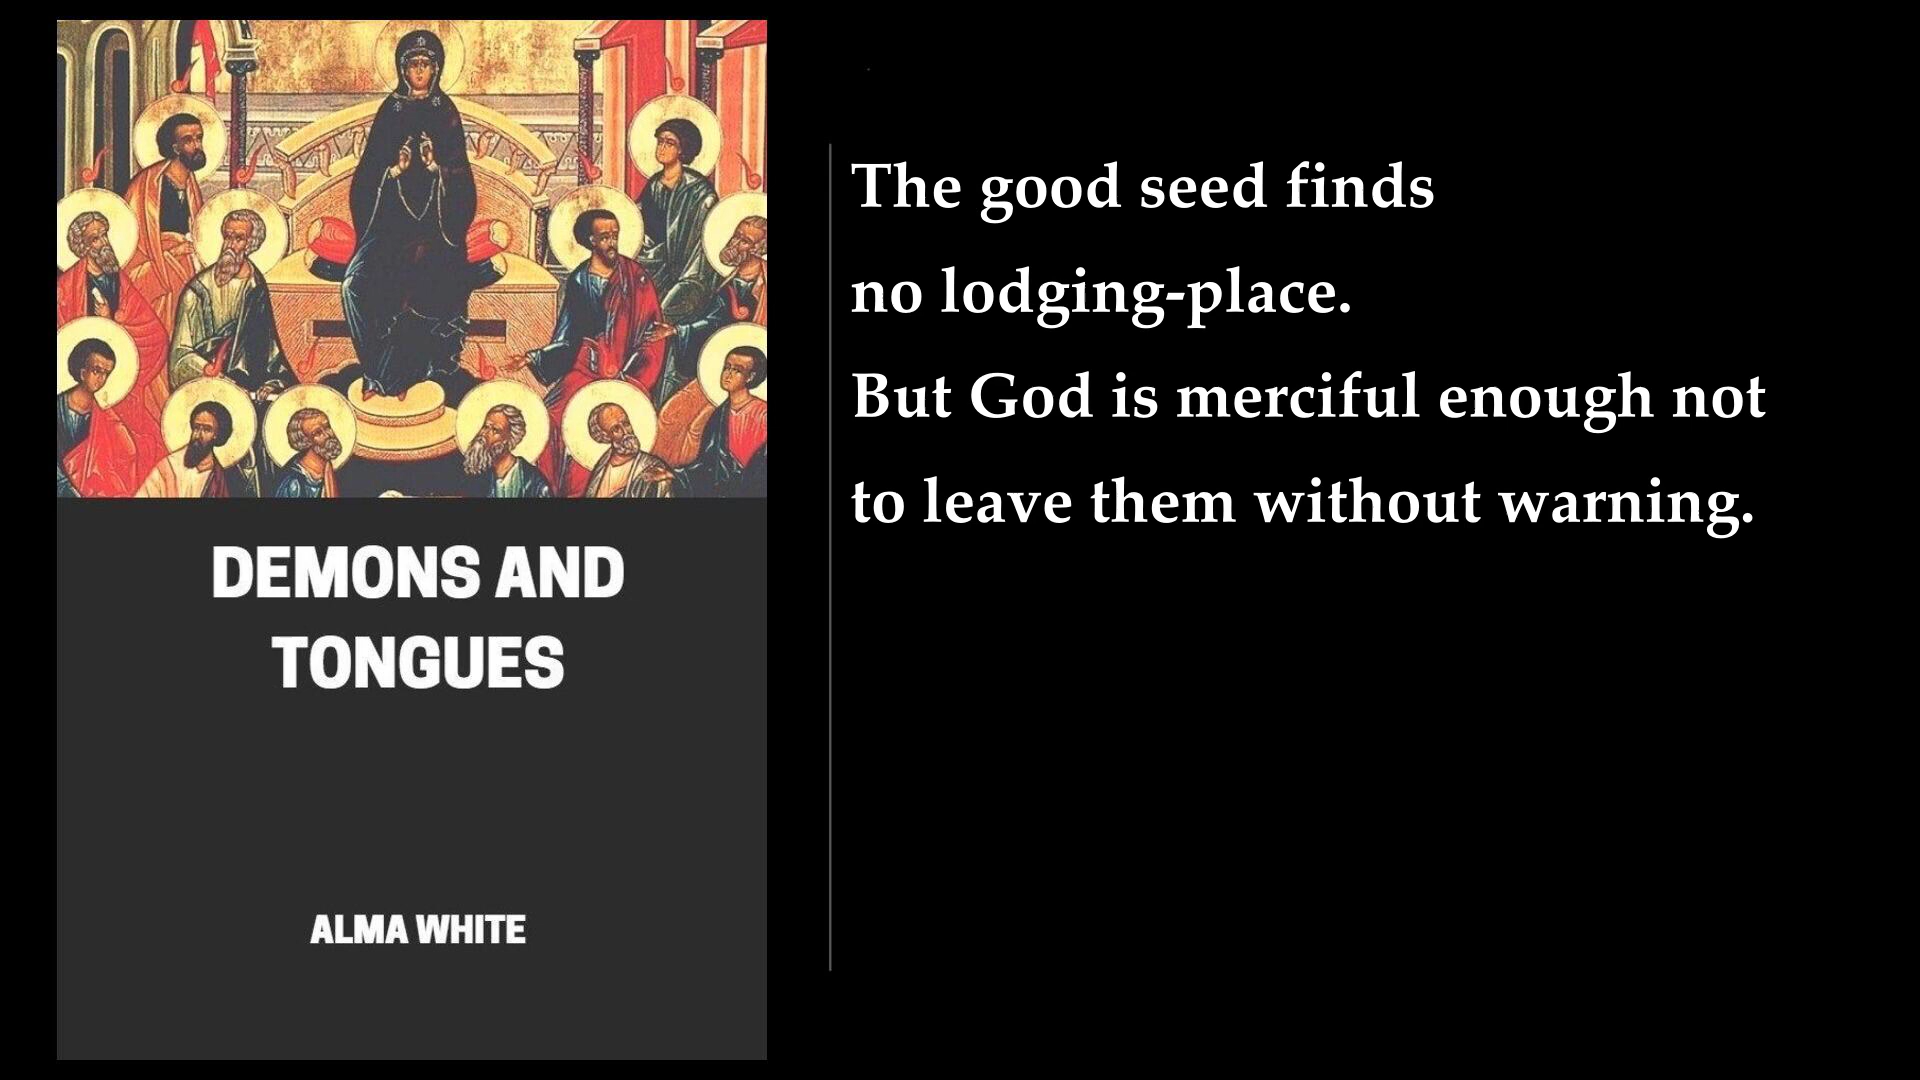 DEMONS AND
TONGUES
ALMA WHITE
The good seed finds
no lodging-place.
But God is merciful enough not
to leave them without warning.